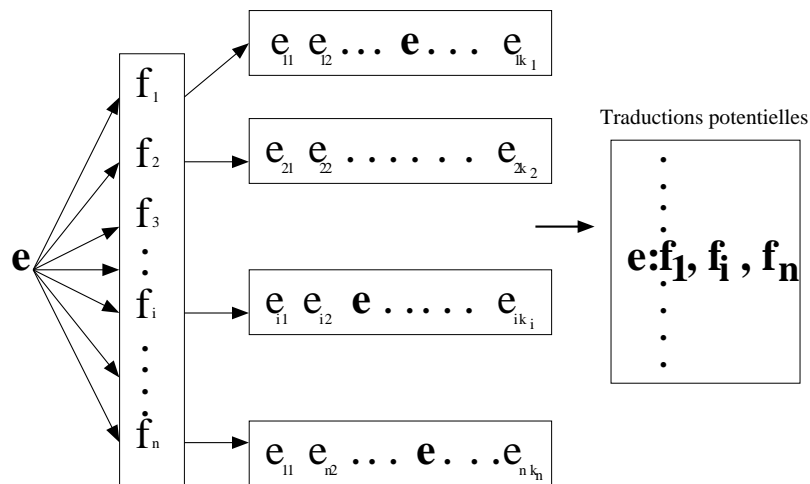 e₁₁ e₁₂ ... e... e₁ₖ₁
f₁
Traductions potentielles
e₂₁ e₂₂ ...... e₂ₖ₂
f₂
f₃
e
e:f₁, fᵢ , fₙ
eᵢ₁ eᵢ₂ e ..... eᵢₖᵢ
fᵢ
fₙ
e₁₁ eₙ₂ ... e ...eₙₖₙ